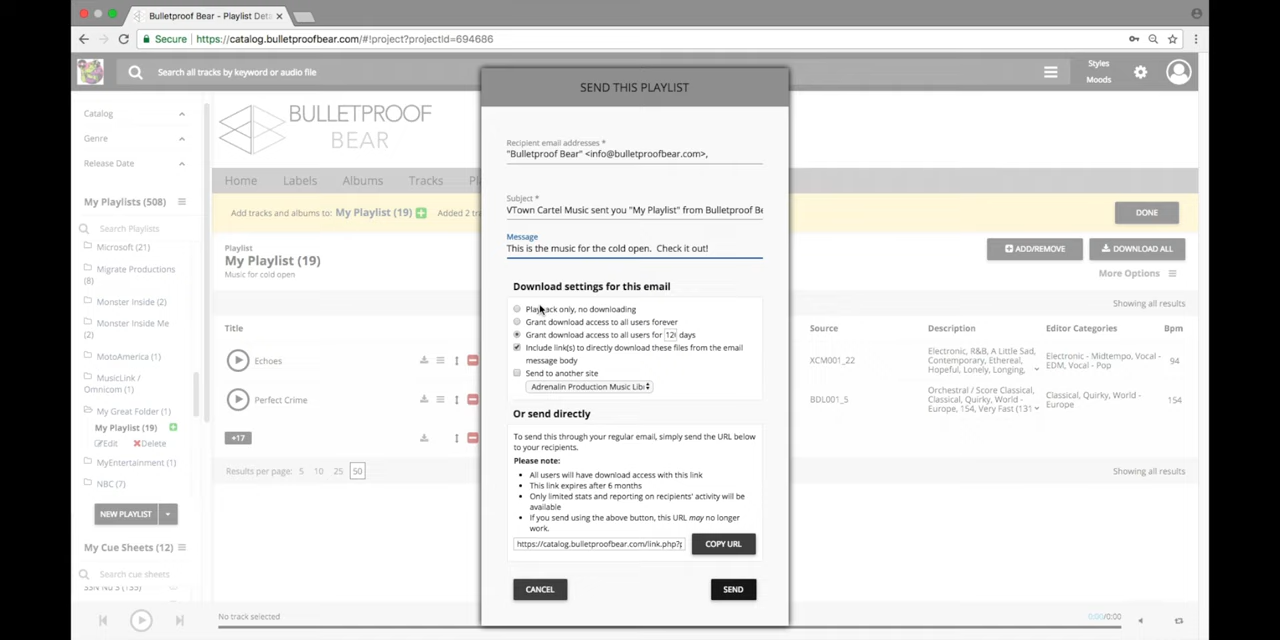 Bulletproof Bear - Playlist Deta
Secure https://catalog.bulletproofbear.com/#!project?projectId=694686
Search all tracks by keyword or audio file
Styles
Moods
Catalog
Genre
Release Date
My Playlists (508)
Search Playlists
Microsoft (21)
Migrate Productions
(8)
Monster Inside (2)
Monster Inside Me
(2)
MotoAmerica (1)
MusicLink /
Omnicom (1)
My Great Folder (1)
My Playlist (19)
Edit Delete
MyEntertainment (1)
NBC (7)
NEW PLAYLIST
My Cue Sheets (12)
Search cue sheets
BULLETPROOF
BEAR
Home Labels Albums Tracks
Add tracks and albums to: My Playlist (19) Added 2 t
DONE
Playlist
My Playlist (19)
Music for cold open
ADD/REMOVE DOWNLOAD ALL
More Options
Showing all results
Title
Echoes
Perfect Crime
+17
Results per page: 5 10 25 50
Source Description Editor Categories Bpm
XCM001_22
Electronic, R&B, A Little Sad,
Contemporary, Ethereal,
Hopeful, Lonely, Longing,
Electronic - Midtempo, Vocal -
EDM, Vocal - Pop
94
BDL001_5
Orchestral / Score Classical,
Classical, Quirky, World -
Europe, 154, Very Fast (131
Classical, Quirky, World -
Europe
154
Showing all results
SEND THIS PLAYLIST
Recipient email addresses *
"Bulletproof Bear" <info@bulletproofbear.com>,
Subject *
VTown Cartel Music sent you "My Playlist" from Bulletproof Be
Message
This is the music for the cold open. Check it out!
Download settings for this email
Playback only, no downloading
Grant download access to all users forever
Grant download access to all users for days
Include link(s) to directly download these files from the email
message body
Send to another site
Adrenalin Production Music Lib
Or send directly
To send this through your regular email, simply send the URL below
to your recipients.
Please note:
All users will have download access with this link
This link expires after 6 months
Only limited stats and reporting on recipients' activity will be
available
If you send using the above button, this URL may no longer
work.
https://catalog.bulletproofbear.com/link.php?
COPY URL
CANCEL SEND
No track selected
0:00/0:00